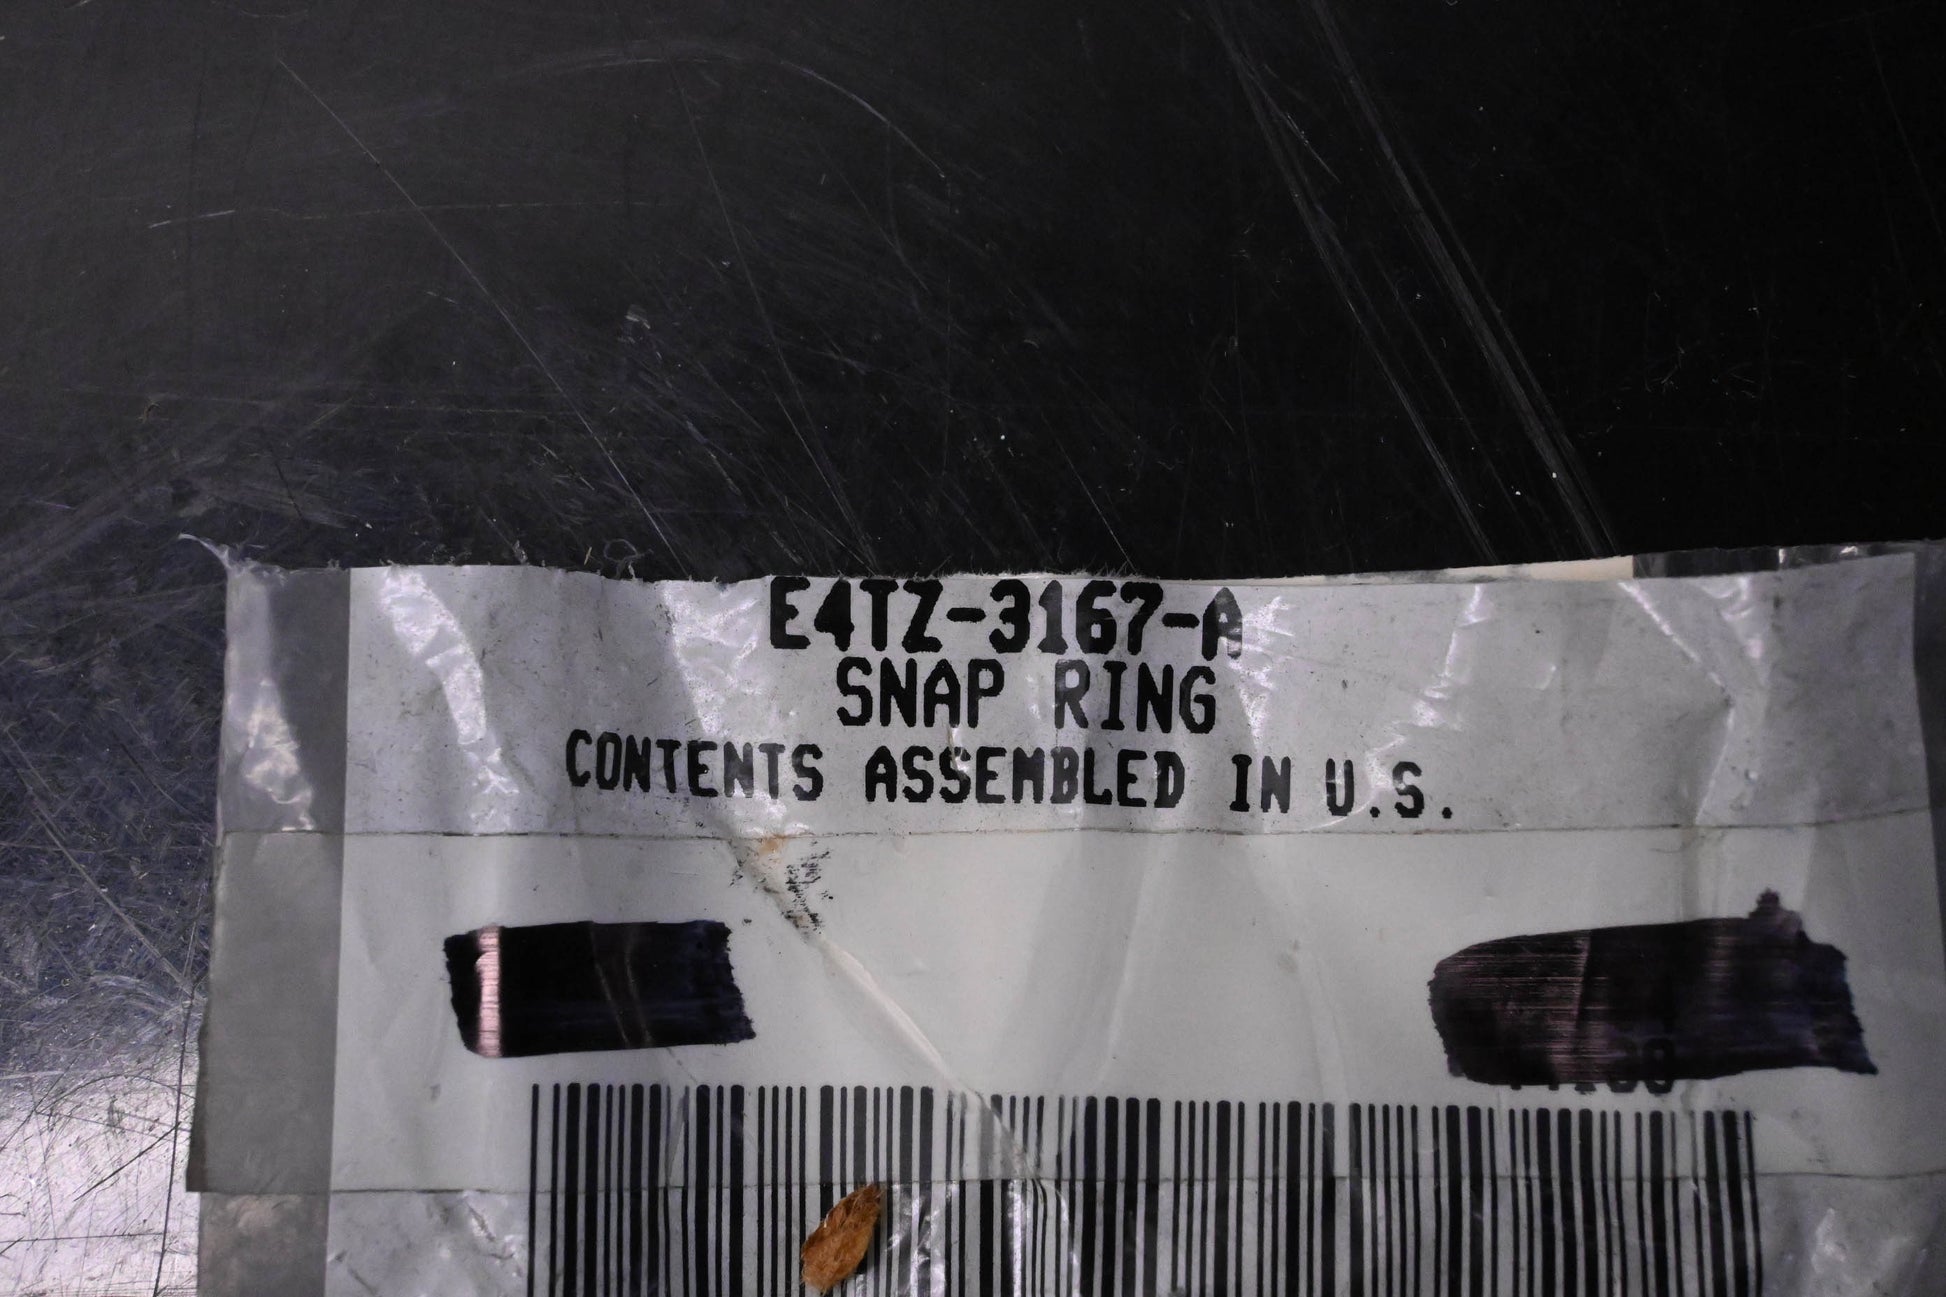 E4TZ-3167-A
SNAP RING
CONTENTS ASSEMBLED IN U.S.